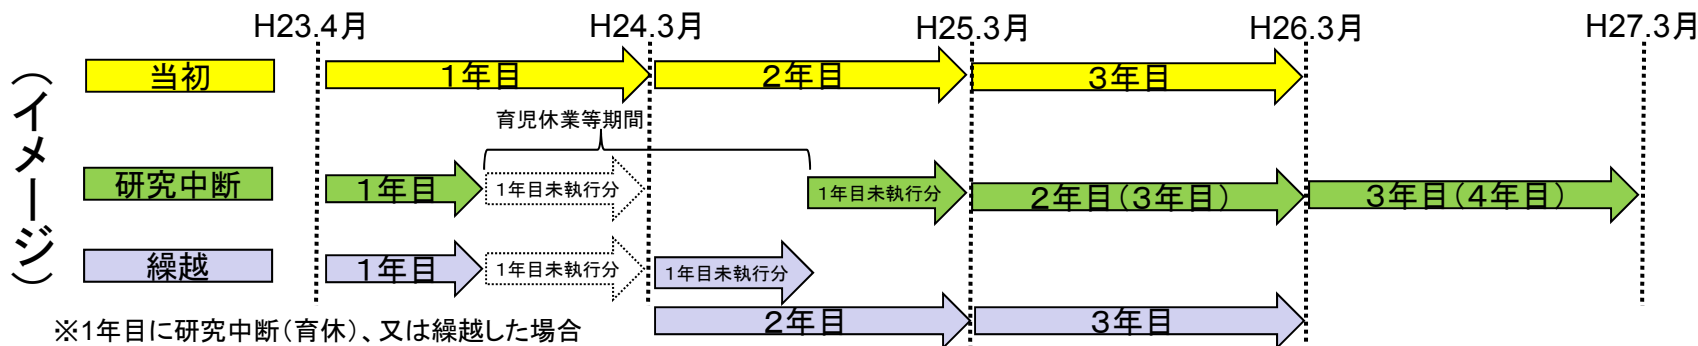 H23.4月 H24.3月 H25.3月 H26.3月 H27.3月
(イメージ)
当初 1年目 2年目 3年目
育児休業等期間
研究中断 1年目 1年目未執行分 1年目未執行分 2年目(3年目) 3年目(4年目)
繰越 1年目 1年目未執行分 1年目未執行分
2年目 3年目
※1年目に研究中断(育休)、又は繰越した場合